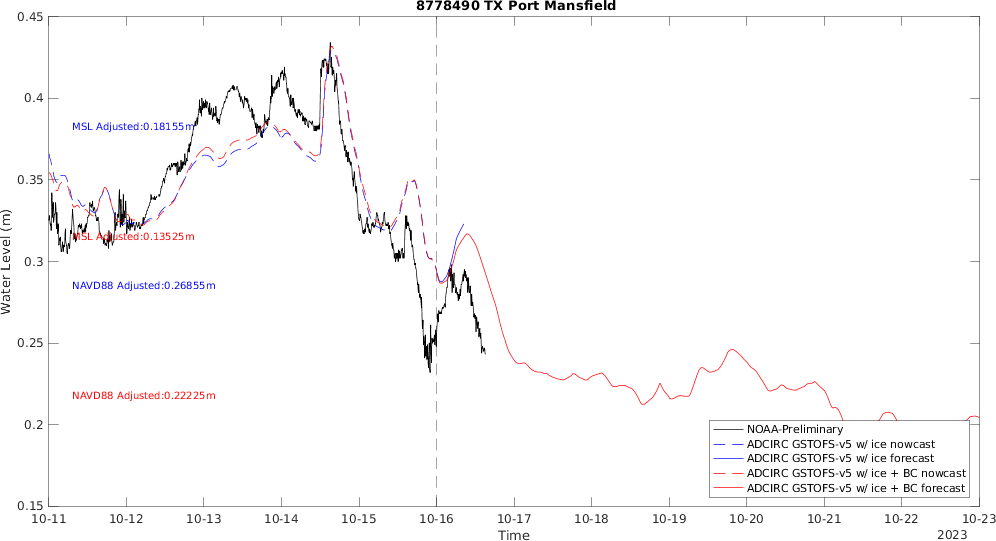 8778490 TX Port Mansfield
0.45
0.4
0.35
0.3
0.25
0.2
0.15
Water Level (m)
MSL Adjusted:0.18155m
MSL Adjusted:0.13525m
NAVD88 Adjusted:0.26855m
NAVD88 Adjusted:0.22225m
NOAA-Preliminary
ADCIRC GSTOFS-v5 w/ ice nowcast
ADCIRC GSTOFS-v5 w/ ice forecast
ADCIRC GSTOFS-v5 w/ ice + BC nowcast
ADCIRC GSTOFS-v5 w/ ice + BC forecast
10-11 10-12 10-13 10-14 10-15 10-16 10-17 10-18 10-19 10-20 10-21 10-22 10-23
Time
2023